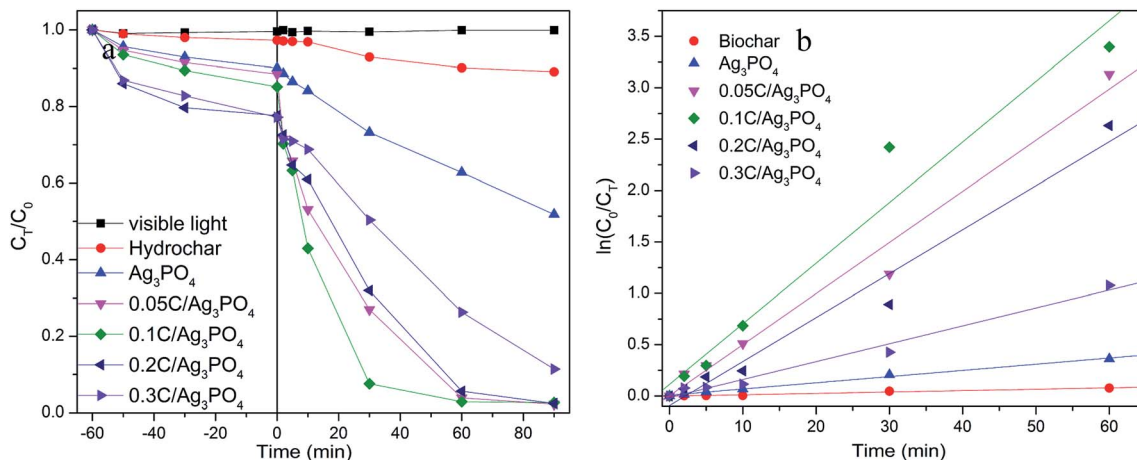 a
C_T/C_0
1.0
0.8
0.6
0.4
0.2
0.0
visible light
Hydrochar
Ag₃PO₄
0.05C/Ag₃PO₄
0.1C/Ag₃PO₄
0.2C/Ag₃PO₄
0.3C/Ag₃PO₄
-60 -40 -20 0 20 40 60 80
Time (min)
b
ln(C₀/C_T)
3.5
3.0
2.5
2.0
1.5
1.0
0.5
0.0
Biochar
Ag₃PO₄
0.05C/Ag₃PO₄
0.1C/Ag₃PO₄
0.2C/Ag₃PO₄
0.3C/Ag₃PO₄
0 10 20 30 40 50 60
Time (min)